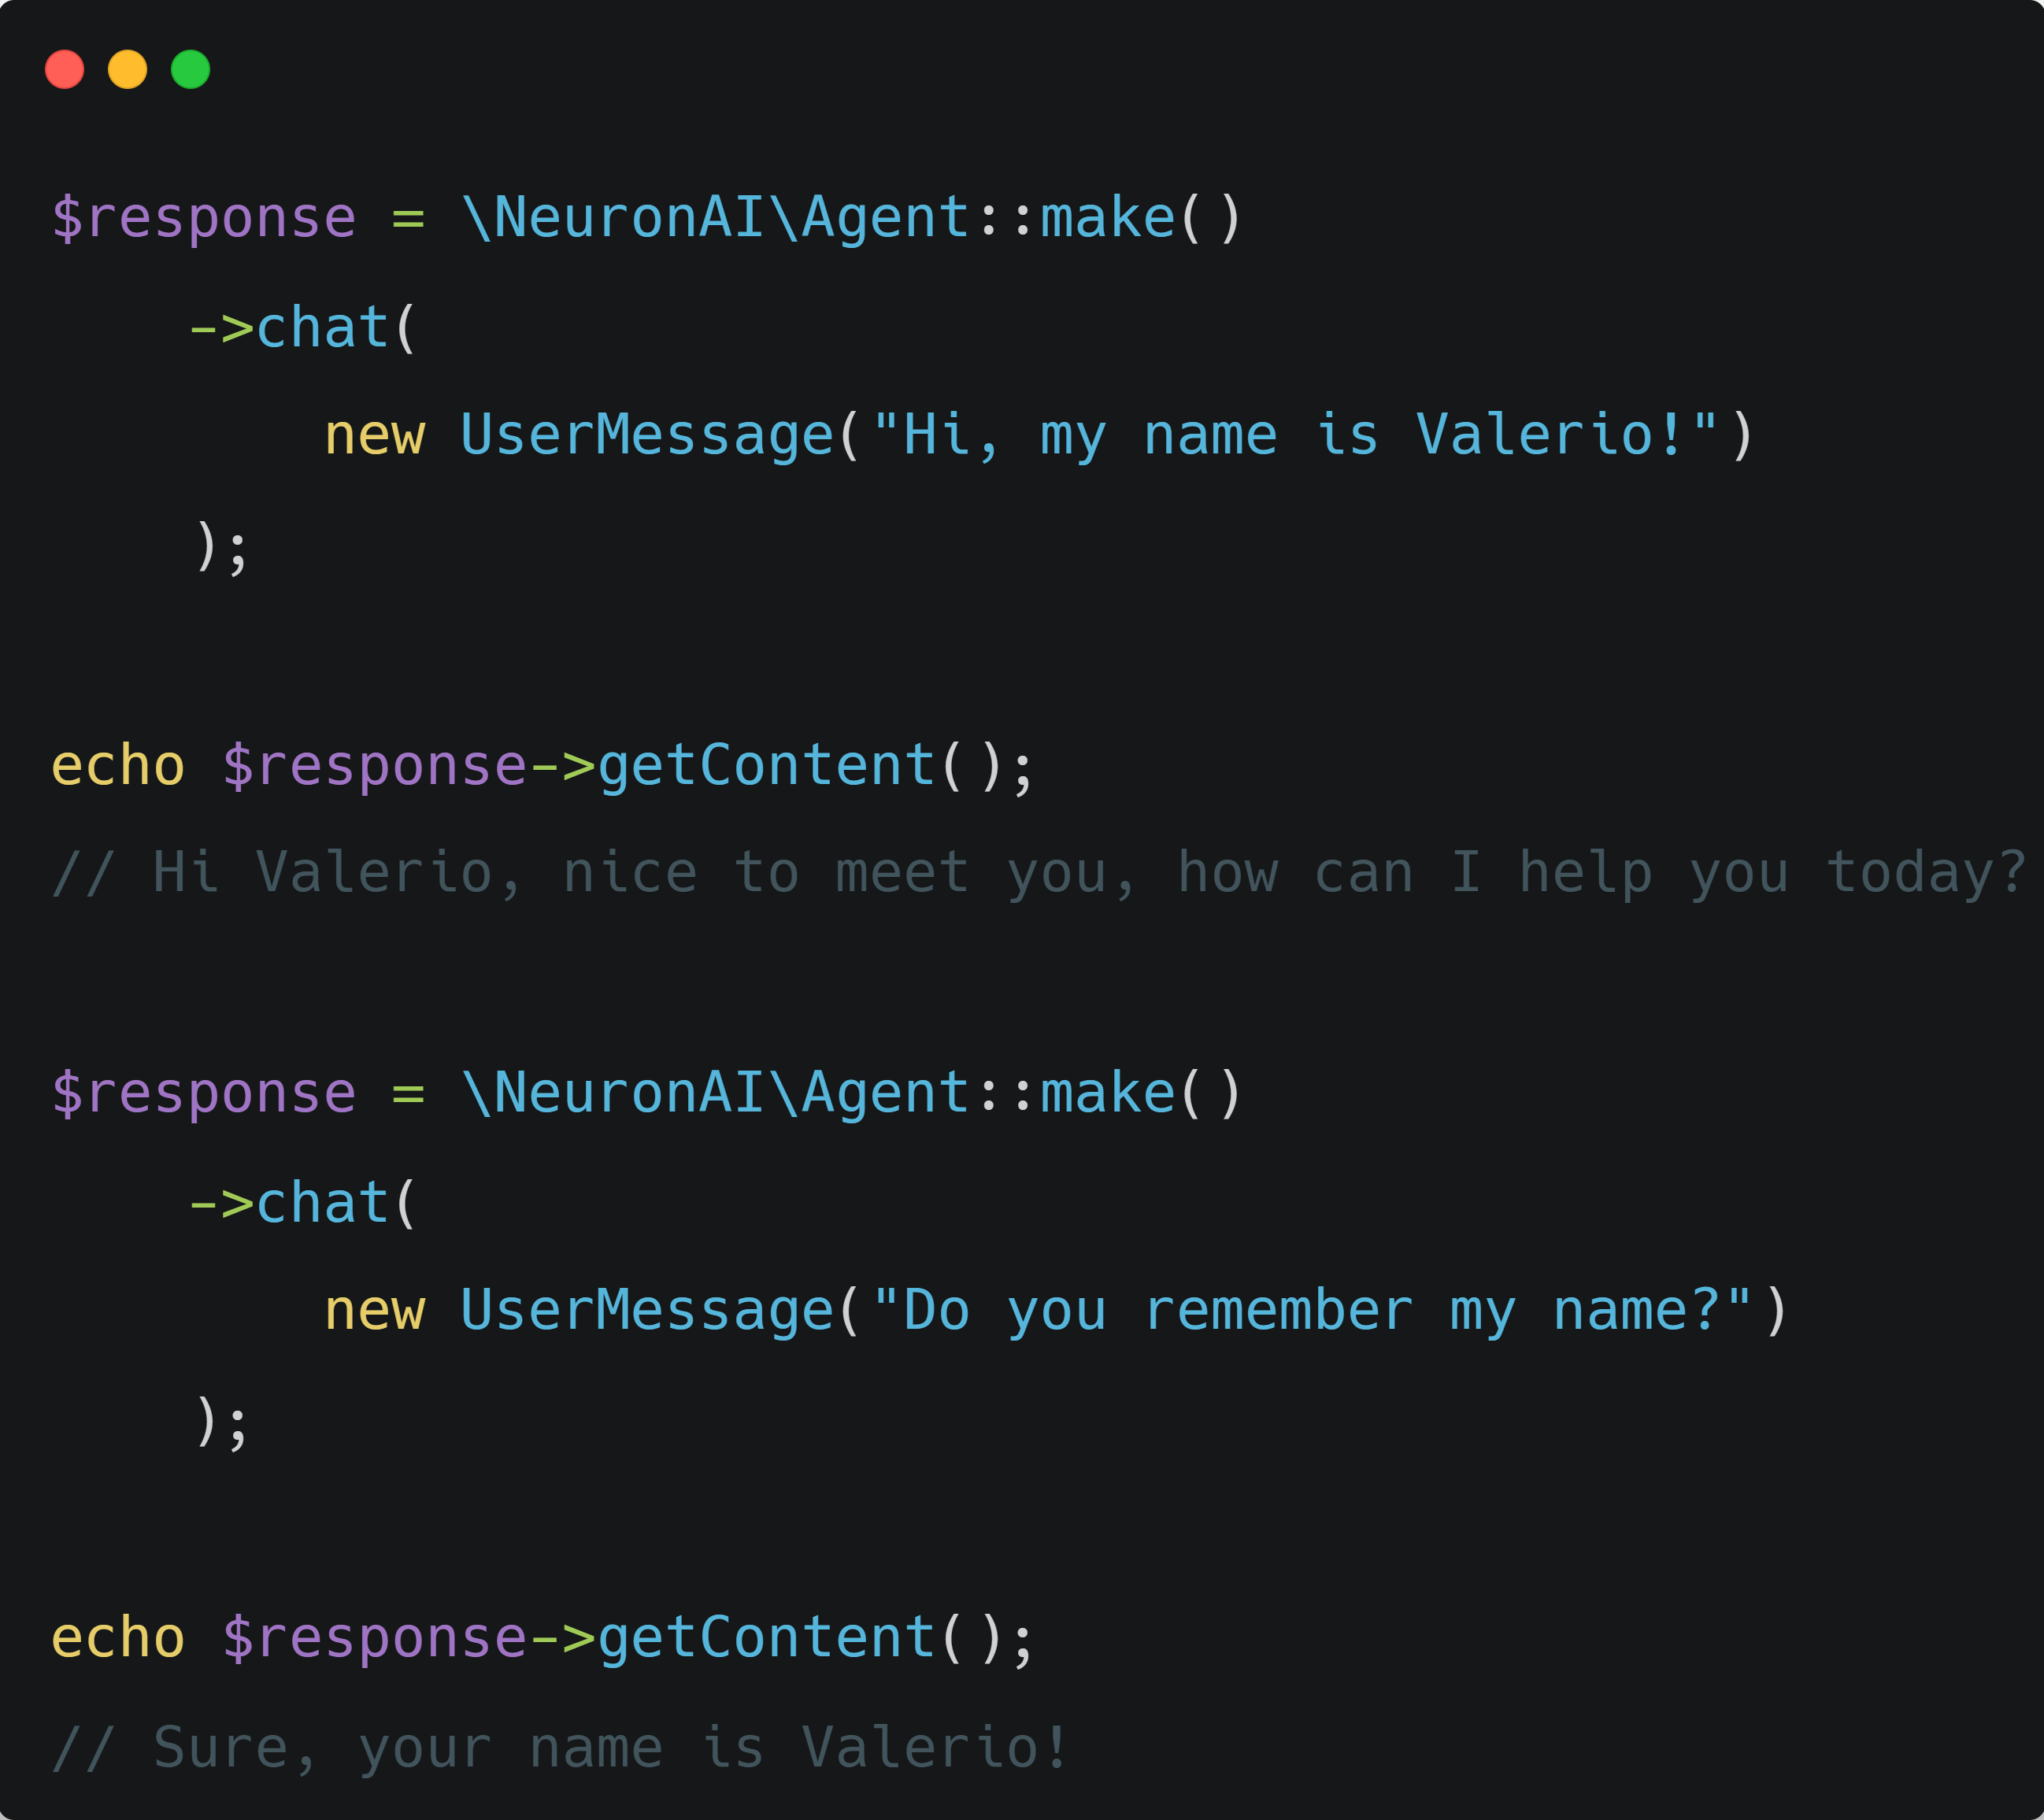 $response = \NeuronAI\Agent::make()
    ->chat(
        new UserMessage("Hi, my name is Valerio!")
    );

echo $response->getContent();
// Hi Valerio, nice to meet you, how can I help you today?

$response = \NeuronAI\Agent::make()
    ->chat(
        new UserMessage("Do you remember my name?")
    );

echo $response->getContent();
// Sure, your name is Valerio!